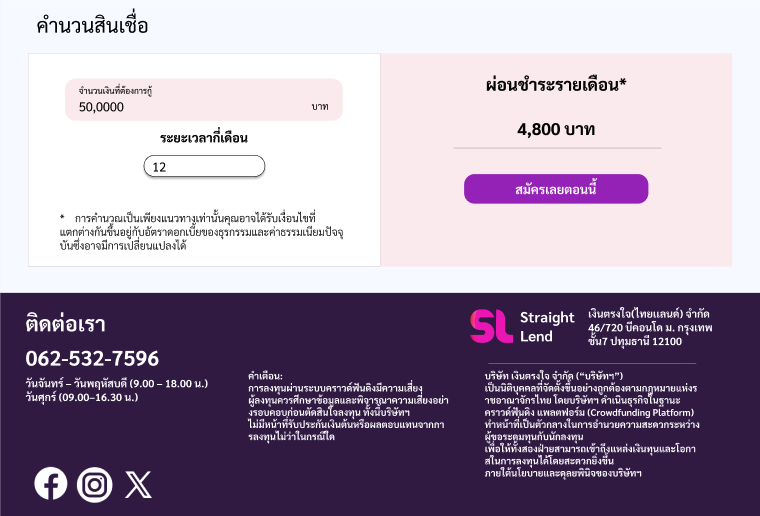 คำนวนสินเชื่อ
จำนวนเงินที่ต้องการกู้
50,0000 บาท
ระยะเวลากี่เดือน
12
* การคำนวณเป็นเพียงแนวทางเท่านั้นคุณอาจได้รับเงื่อนไขที่
แตกต่างกันขึ้นอยู่กับอัตราดอกเบี้ยของธุรกรรมและค่าธรรมเนียมปัจจุ
บันซึ่งอาจมีการเปลี่ยนแปลงได้
ผ่อนชำระรายเดือน*
4,800 บาท
สมัครเลยตอนนี้
ติดต่อเรา
062-532-7596
วันจันทร์ – วันพฤหัสบดี (9.00 – 18.00 น.)
วันศุกร์ (09.00–16.30 น.)
คำเตือน:
การลงทุนผ่านระบบคราวด์ฟันดิงมีความเสี่ยง
ผู้ลงทุนควรศึกษาข้อมูลและพิจารณาความเสี่ยงอย่า
งรอบคอบก่อนตัดสินใจลงทุน ทั้งนี้บริษัทฯ
ไม่มีหน้าที่รับประกันเงินต้นหรือผลตอบแทนจากกา
รลงทุนไม่ว่าในกรณีใด
SL Straight
Lend
เงินตรงใจ(ไทยแลนด์) จำกัด
46/720 บีคอนโด ม. กรุงเทพ
ชั้น7 ปทุมธานี 12100
บริษัท เงินตรงใจ จำกัด (“บริษัทฯ”)
เป็นนิติบุคคลที่จัดตั้งขึ้นอย่างถูกต้องตามกฎหมายแห่งร
าชอาณาจักรไทย โดยบริษัทฯ ดำเนินธุรกิจในฐานะ
คราวด์ฟันดิง แพลตฟอร์ม (Crowdfunding Platform)
ทำหน้าที่เป็นตัวกลางในการอำนวยความสะดวกระหว่าง
ผู้ขอระดมทุนกับนักลงทุน
เพื่อให้ทั้งสองฝ่ายสามารถเข้าถึงแหล่งเงินทุนและโอกา
สในการลงทุนได้โดยสะดวกยิ่งขึ้น
ภายใต้นโยบายและดุลยพินิจของบริษัทฯ